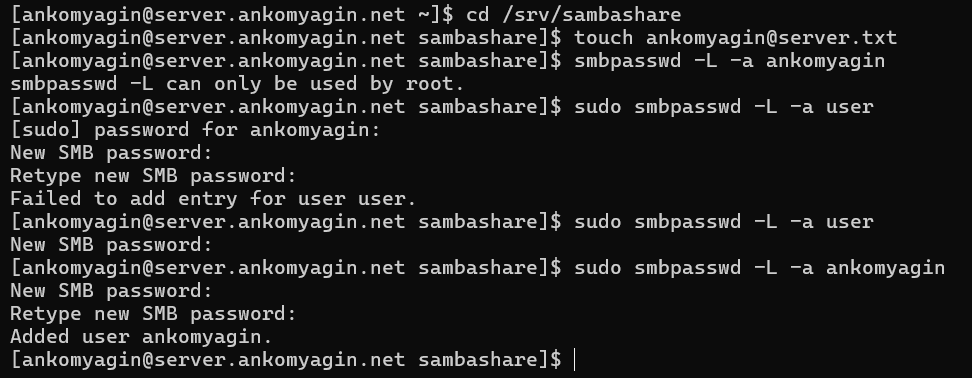 [ankomyagin@server.ankomyagin.net ~]$ cd /srv/sambashare
[ankomyagin@server.ankomyagin.net sambashare]$ touch ankomyagin@server.txt
[ankomyagin@server.ankomyagin.net sambashare]$ smbpasswd -L -a ankomyagin
smbpasswd -L can only be used by root.
[ankomyagin@server.ankomyagin.net sambashare]$ sudo smbpasswd -L -a user
[sudo] password for ankomyagin:
New SMB password:
Retype new SMB password:
Failed to add entry for user user.
[ankomyagin@server.ankomyagin.net sambashare]$ sudo smbpasswd -L -a user
New SMB password:
[ankomyagin@server.ankomyagin.net sambashare]$ sudo smbpasswd -L -a ankomyagin
New SMB password:
Retype new SMB password:
Added user ankomyagin.
[ankomyagin@server.ankomyagin.net sambashare]$